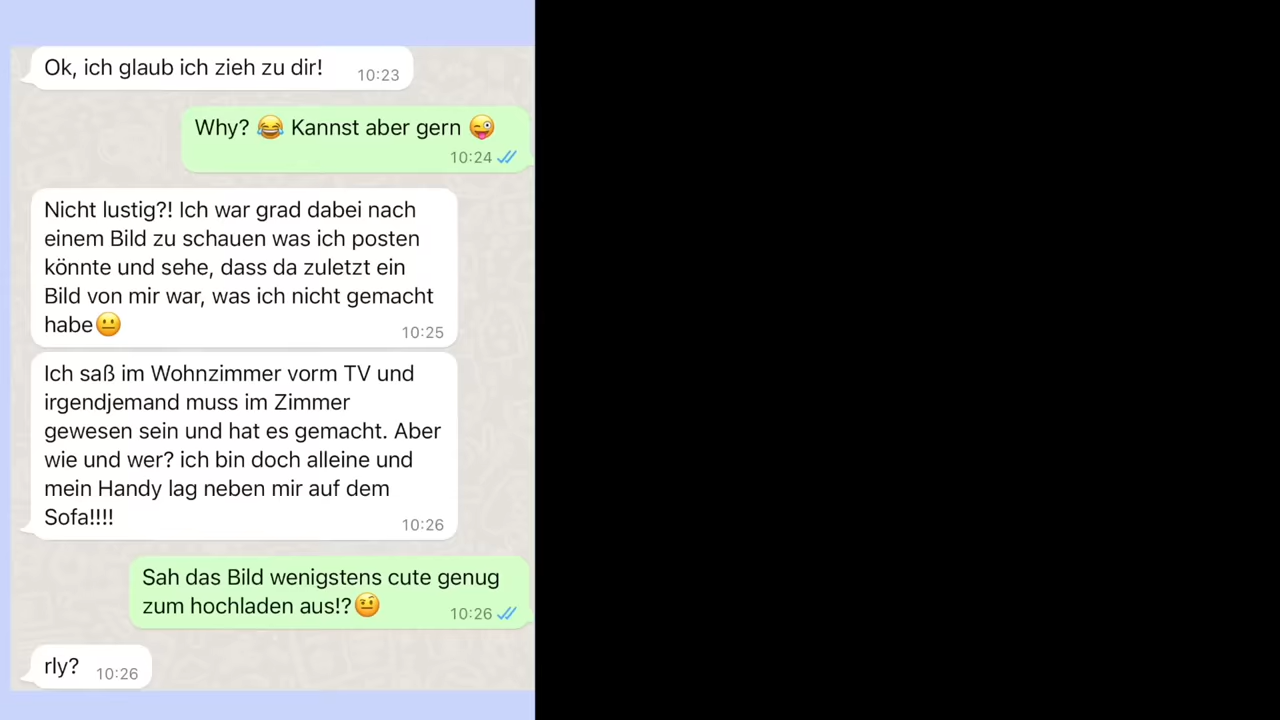 Ok, ich glaub ich zieh zu dir!
10:23
Why? 😂 Kannst aber gern 😜
10:24
Nicht lustig?! Ich war grad dabei nach
einem Bild zu schauen was ich posten
könnte und sehe, dass da zuletzt ein
Bild von mir war, was ich nicht gemacht
habe😐
10:25
Ich saß im Wohnzimmer vorm TV und
irgendjemand muss im Zimmer
gewesen sein und hat es gemacht. Aber
wie und wer? ich bin doch alleine und
mein Handy lag neben mir auf dem
Sofa!!!!
10:26
Sah das Bild wenigstens cute genug
zum hochladen aus!?🤨
10:26
rly?
10:26